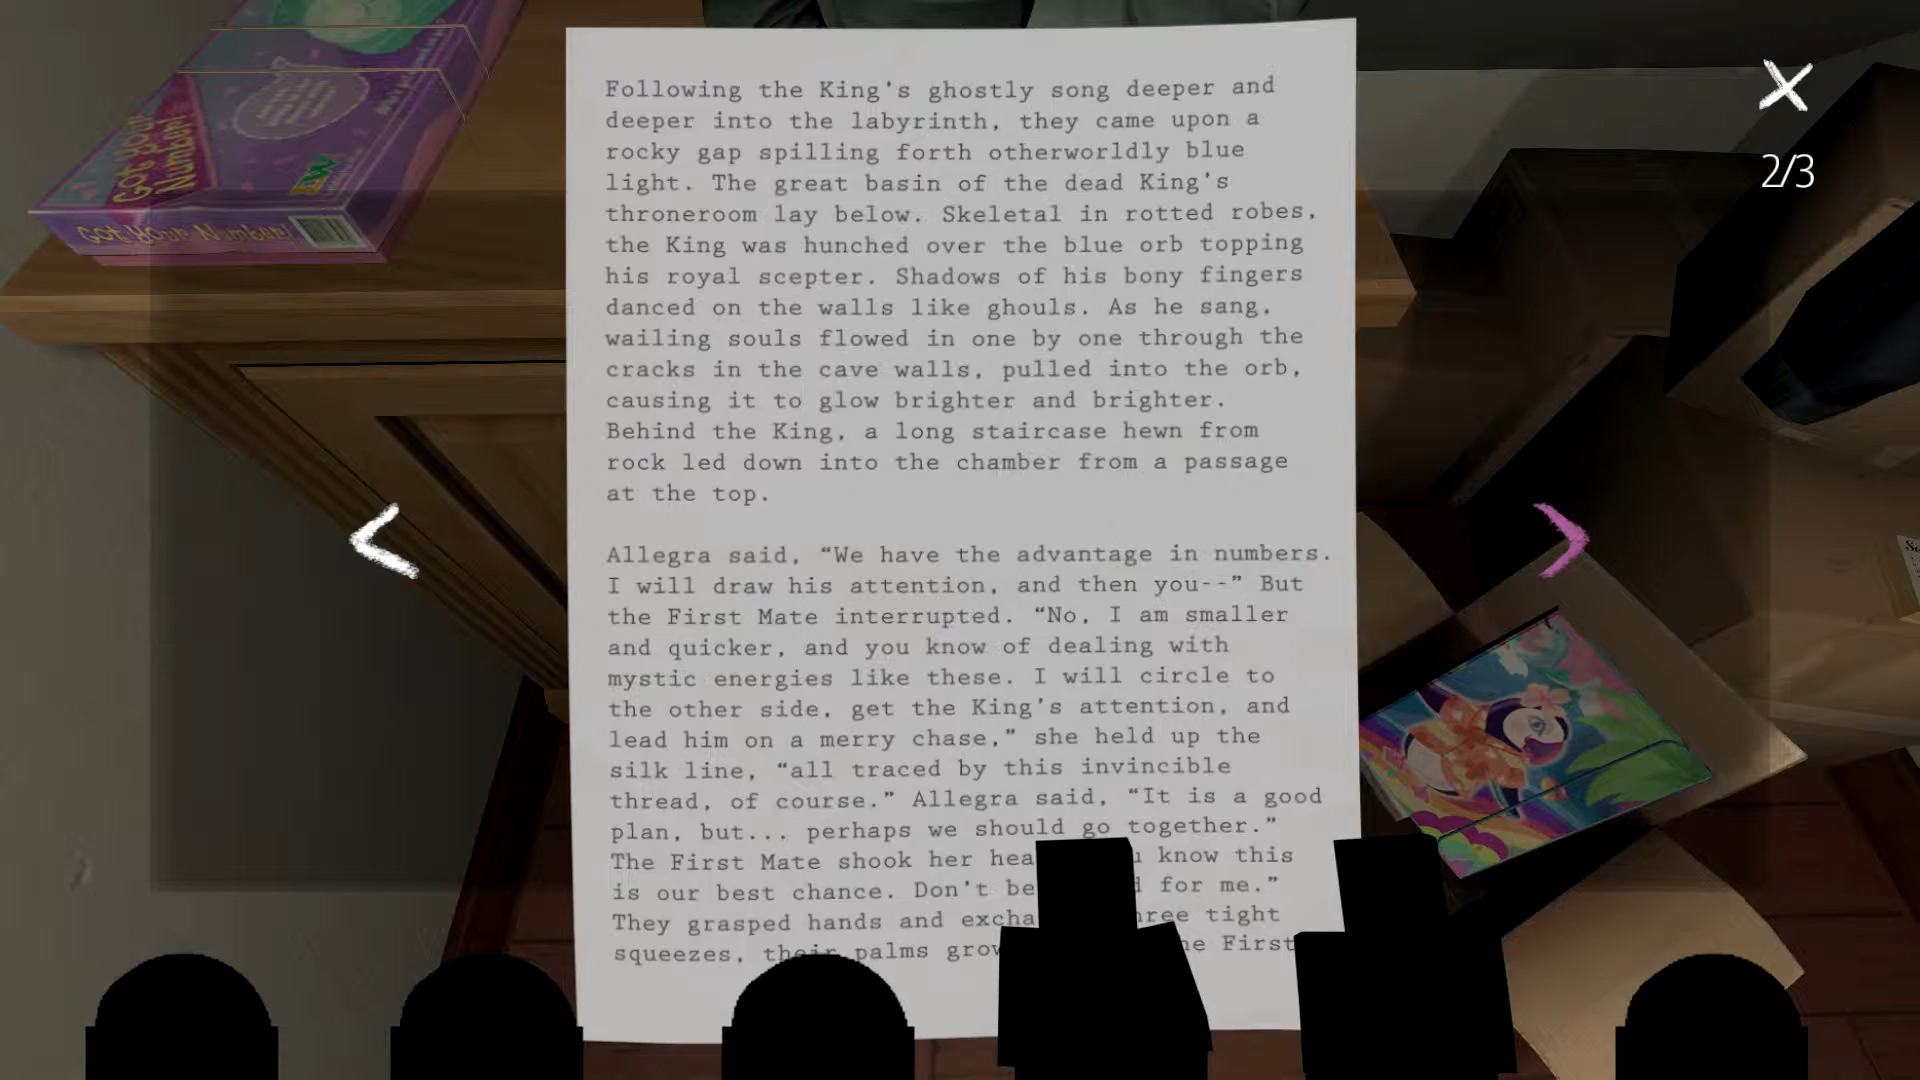 Got Your
Number!
LW
Got Your Number!
2/3
Following the King's ghostly song deeper and
deeper into the labyrinth, they came upon a
rocky gap spilling forth otherworldly blue
light. The great basin of the dead King's
throneroom lay below. Skeletal in rotted robes,
the King was hunched over the blue orb topping
his royal scepter. Shadows of his bony fingers
danced on the walls like ghouls. As he sang,
wailing souls flowed in one by one through the
cracks in the cave walls, pulled into the orb,
causing it to glow brighter and brighter.
Behind the King, a long staircase hewn from
rock led down into the chamber from a passage
at the top.
Allegra said, “We have the advantage in numbers.
I will draw his attention, and then you--” But
the First Mate interrupted. “No, I am smaller
and quicker, and you know of dealing with
mystic energies like these. I will circle to
the other side, get the King's attention, and
lead him on a merry chase,” she held up the
silk line, “all traced by this invincible
thread, of course.” Allegra said, “It is a good
plan, but... perhaps we should go together.”
The First Mate shook her know this
is our best chance. Don't for me.”
They grasped hands and tight
squeezes, their palms First